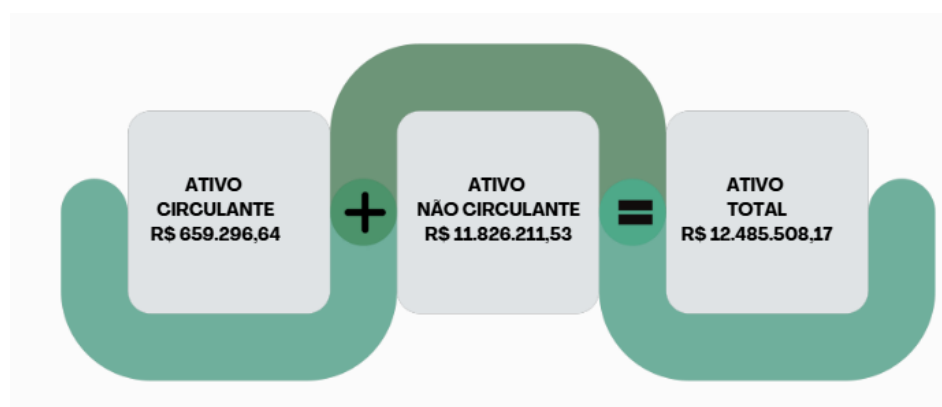 ATIVO
CIRCULANTE
R$ 659.296,64
+
ATIVO
NÃO CIRCULANTE
R$ 11.826.211,53
=
ATIVO
TOTAL
R$ 12.485.508,17